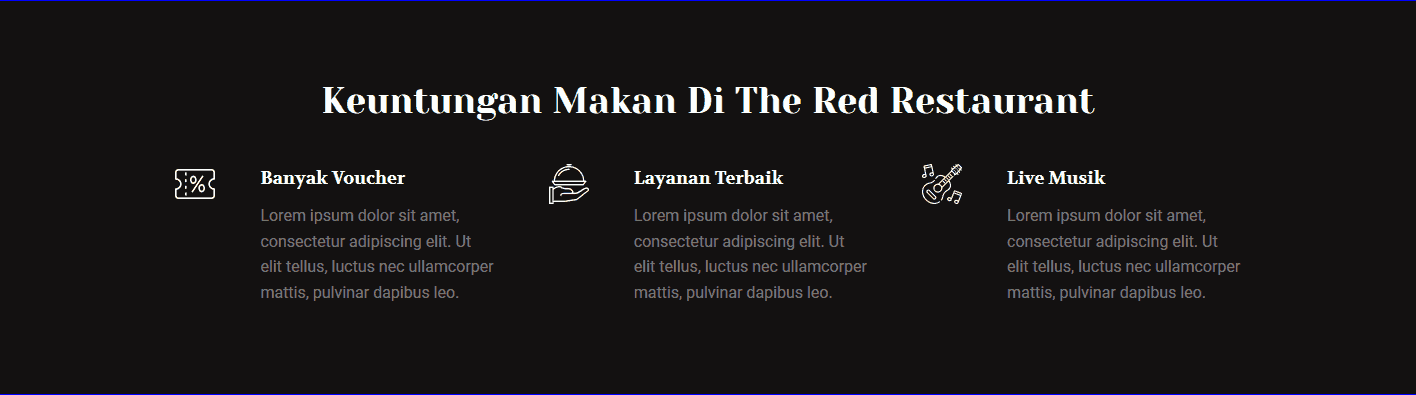 Keuntungan Makan Di The Red Restaurant
Banyak Voucher
Lorem ipsum dolor sit amet,
consectetur adipiscing elit. Ut
elit tellus, luctus nec ullamcorper
mattis, pulvinar dapibus leo.
Layanan Terbaik
Lorem ipsum dolor sit amet,
consectetur adipiscing elit. Ut
elit tellus, luctus nec ullamcorper
mattis, pulvinar dapibus leo.
Live Musik
Lorem ipsum dolor sit amet,
consectetur adipiscing elit. Ut
elit tellus, luctus nec ullamcorper
mattis, pulvinar dapibus leo.